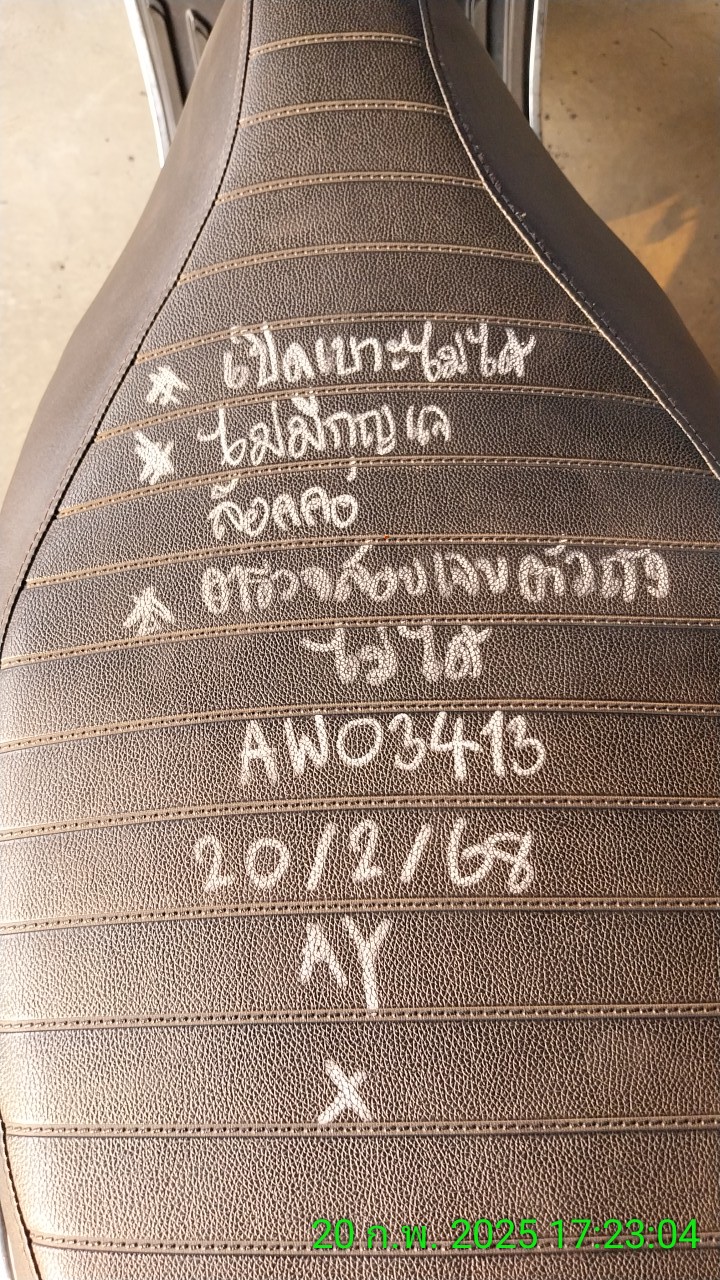 * เปิดเบาะไม่ได้
* ไม่มีกุญแจ
ล๊อคคอ
* ตรวจสอบเลขตัวถัง
ไม่ได้
AW03413
20/2/68
AY
X
20 ก.พ. 2025 17:23:04